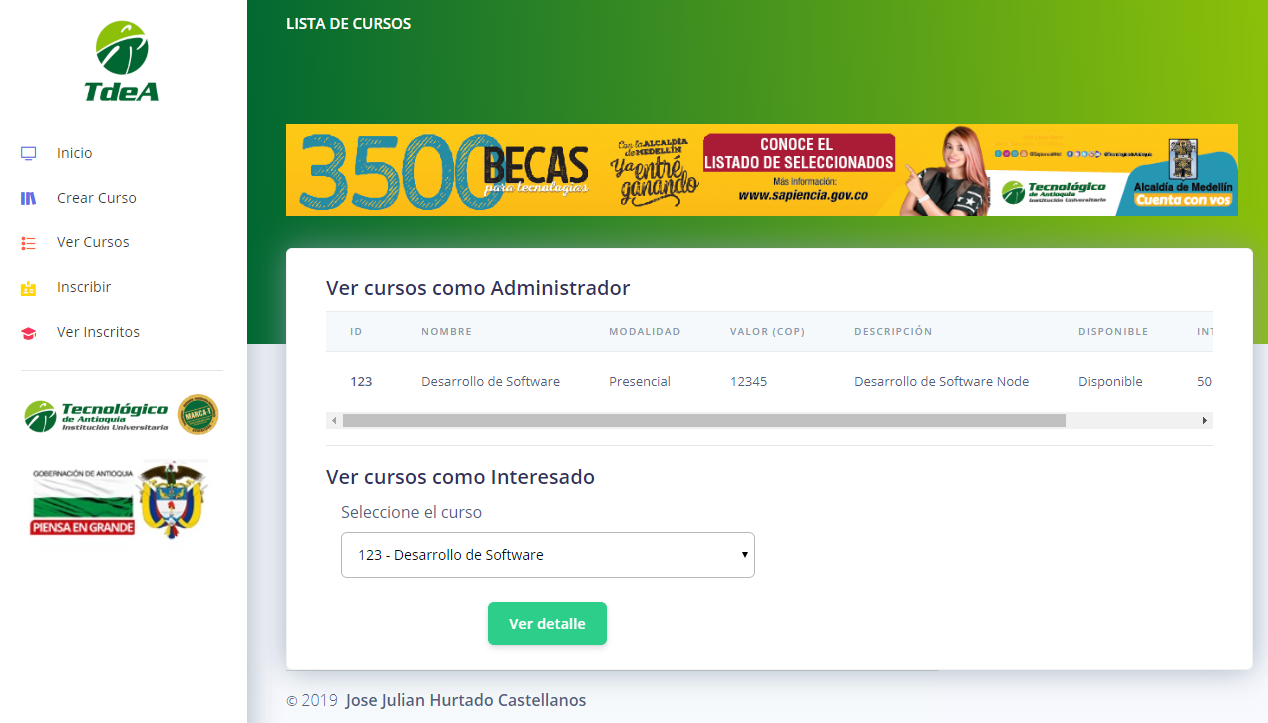 TdeA
Inicio
Crear Curso
Ver Cursos
Inscribir
Ver Inscritos
Tecnológico
de Antioquia
Institución Universitaria
MARCA 1
GOBERNACIÓN DE ANTIOQUIA
PIENSA EN GRANDE
LISTA DE CURSOS
3500 BECAS
para tecnologías
Con la ALCALDÍA
de MEDELLÍN
Ya entré
ganando
CONOCE EL
LISTADO DE SELECCIONADOS
Más información:
www.sapiencia.gov.co
Tecnológico
de Antioquia
Institución Universitaria
Alcaldía de Medellín
Cuenta con vos
Ver cursos como Administrador
ID NOMBRE MODALIDAD VALOR (COP) DESCRIPCIÓN DISPONIBLE INT
123 Desarrollo de Software Presencial 12345 Desarrollo de Software Node Disponible 50
Ver cursos como Interesado
Seleccione el curso
123 - Desarrollo de Software
Ver detalle
© 2019 Jose Julian Hurtado Castellanos